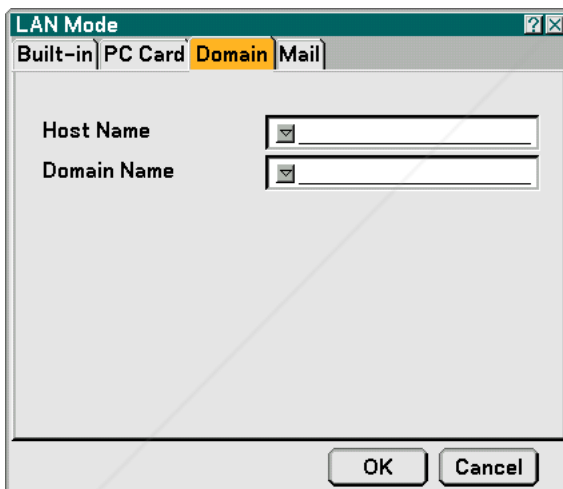 LAN Mode ?
Built-in PC Card Domain Mail
Host Name
Domain Name
OK Cancel